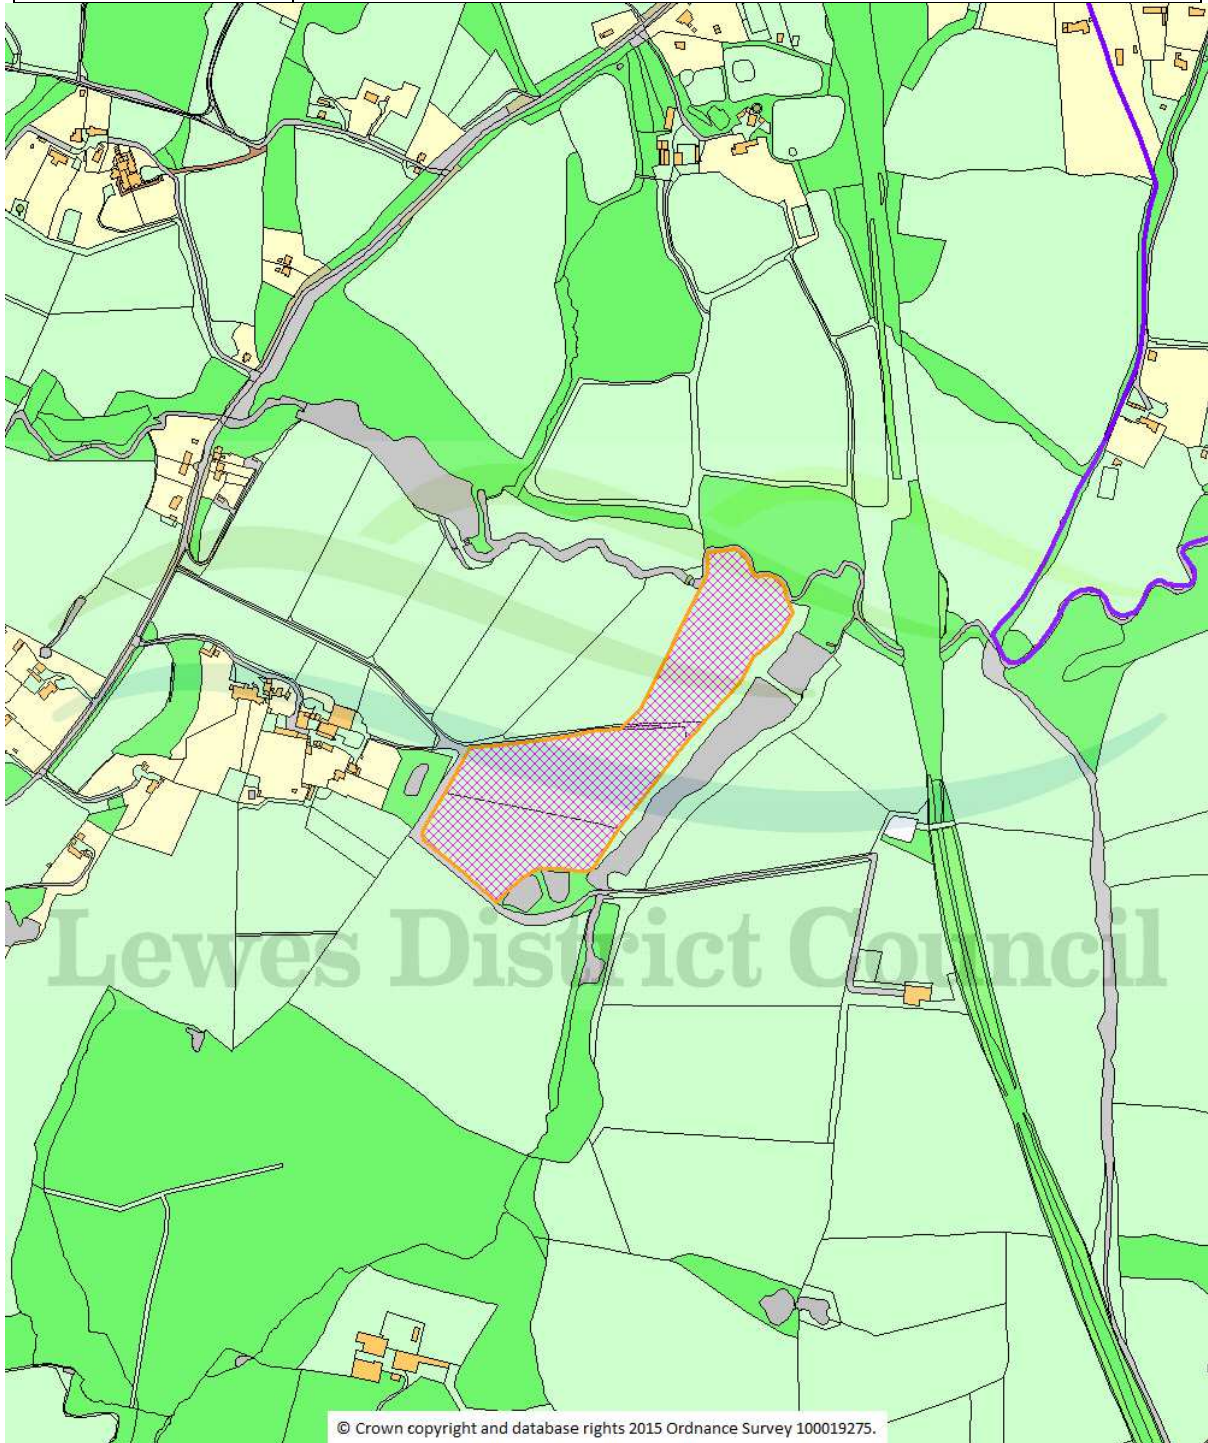 Lewes District Council
© Crown copyright and database rights 2015 Ordnance Survey 100019275.